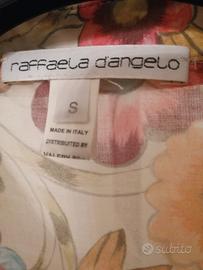 raffaela d'angelo
S
MADE IN ITALY
DISTRIBUTED BY
subito